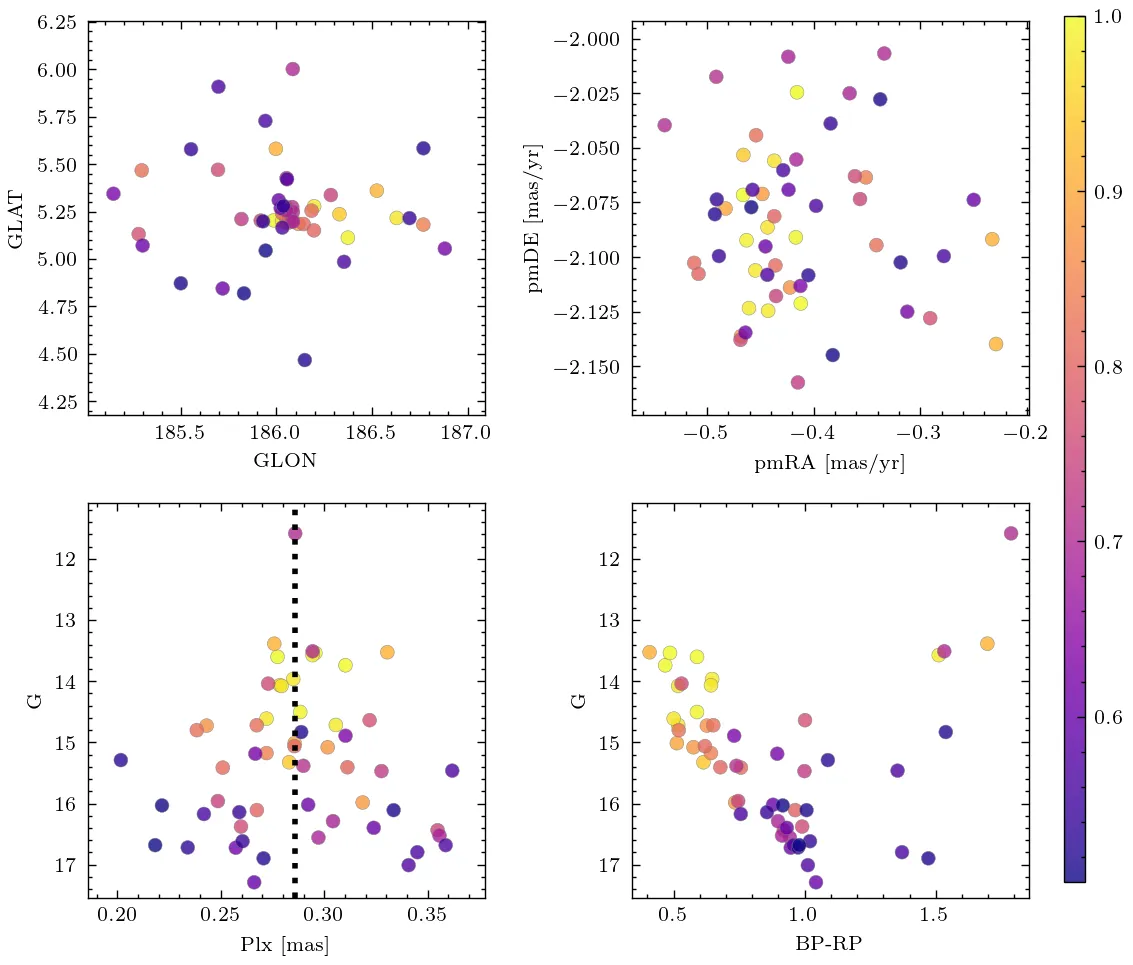 6.25
6.00
5.75
5.50
5.25
5.00
4.75
4.50
4.25
GLAT
185.5 186.0 186.5 187.0
GLON
−2.000
−2.025
−2.050
−2.075
−2.100
−2.125
−2.150
pmDE [mas/yr]
−0.5 −0.4 −0.3 −0.2
pmRA [mas/yr]
1.0
0.9
0.8
0.7
0.6
12
13
14
15
16
17
G
0.20 0.25 0.30 0.35
Plx [mas]
12
13
14
15
16
17
G
0.5 1.0 1.5
BP-RP